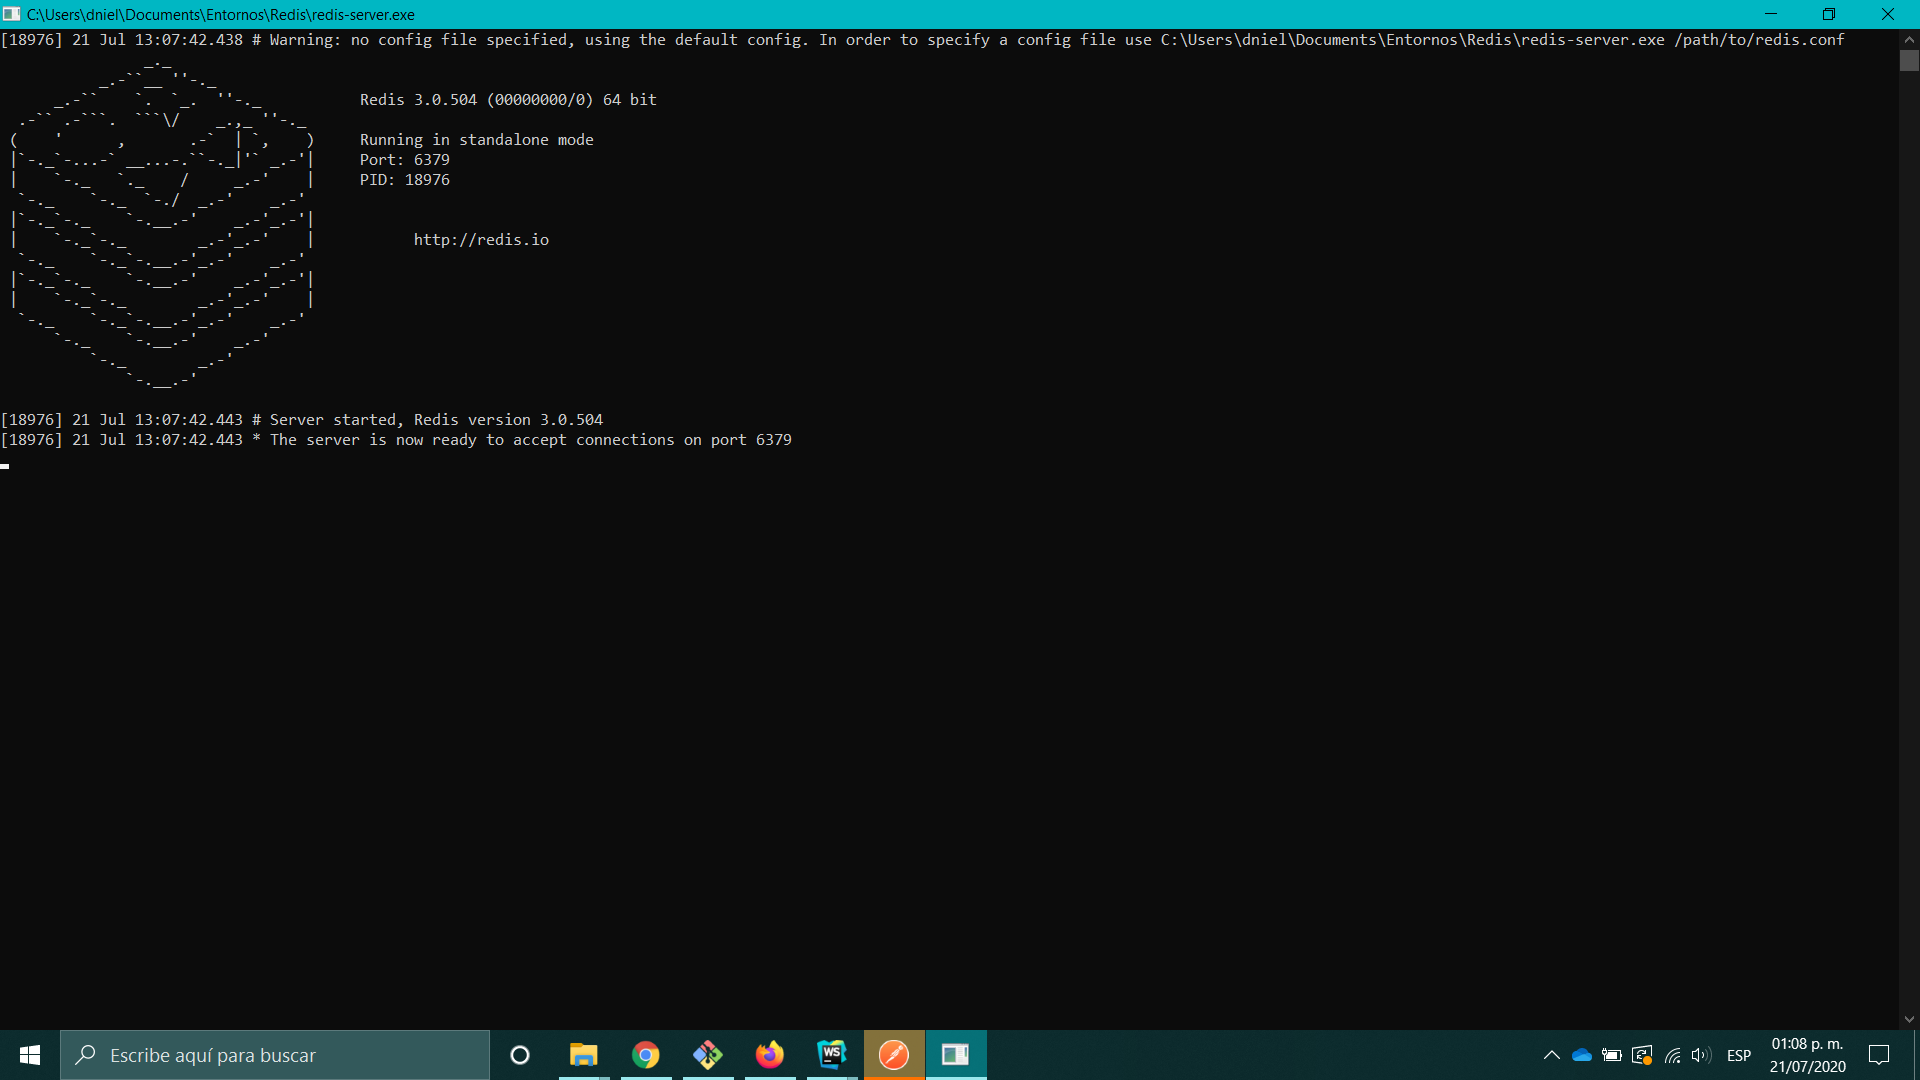 C:\Users\dniel\Documents\Entornos\Redis\redis-server.exe
[18976] 21 Jul 13:07:42.438 # Warning: no config file specified, using the default config. In order to specify a config file use C:\Users\dniel\Documents\Entornos\Redis\redis-server.exe /path/to/redis.conf
Redis 3.0.504 (00000000/0) 64 bit
Running in standalone mode
Port: 6379
PID: 18976
http://redis.io
[18976] 21 Jul 13:07:42.443 # Server started, Redis version 3.0.504
[18976] 21 Jul 13:07:42.443 * The server is now ready to accept connections on port 6379
Escribe aquí para buscar
WS
ESP
01:08 p. m.
21/07/2020